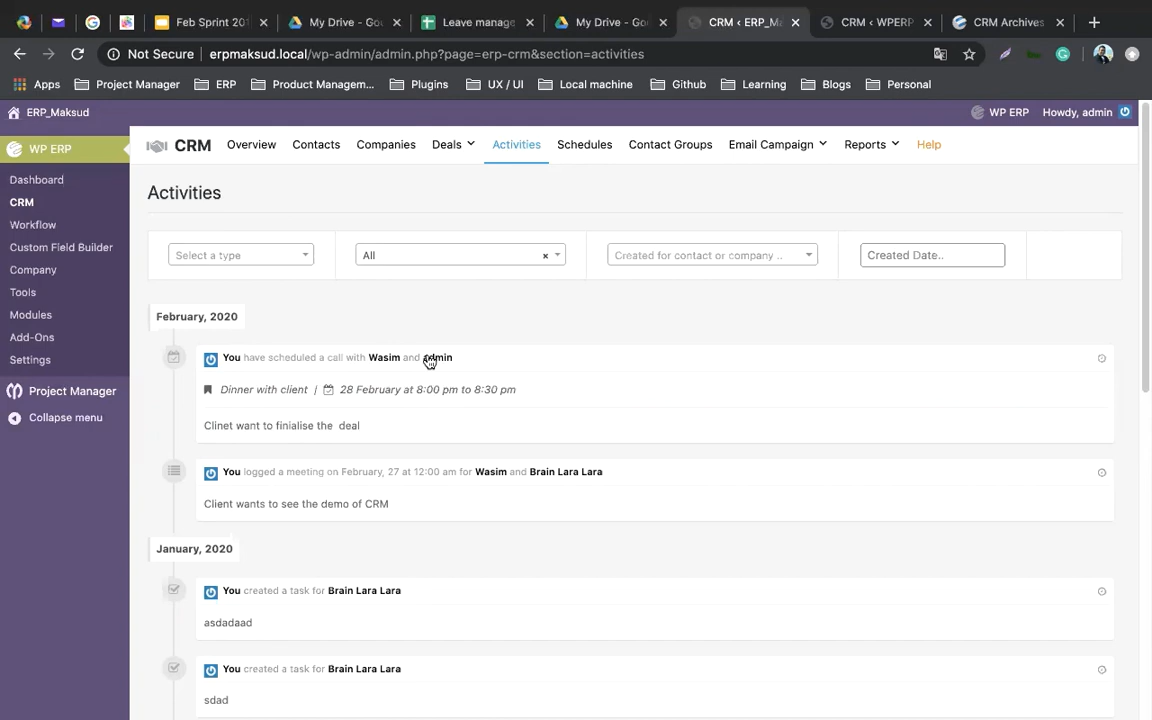 Feb Sprint 201
My Drive - Goo
Leave manage
My Drive - Goo
CRM ‹ ERP_Ma
CRM ‹ WPERP
CRM Archives
Not Secure
erpmaksud.local/wp-admin/admin.php?page=erp-crm&section=activities
Apps
Project Manager
ERP
Product Managem...
Plugins
UX / UI
Local machine
Github
Learning
Blogs
Personal
ERP_Maksud
WP ERP
Howdy, admin
WP ERP
Dashboard
CRM
Workflow
Custom Field Builder
Company
Tools
Modules
Add-Ons
Settings
Project Manager
Collapse menu
CRM
Overview
Contacts
Companies
Deals
Activities
Schedules
Contact Groups
Email Campaign
Reports
Help
Activities
Select a type
All ×
Created for contact or company ..
Created Date..
February, 2020
You have scheduled a call with Wasim and admin
Dinner with client | 28 February at 8:00 pm to 8:30 pm
Clinet want to finialise the deal
You logged a meeting on February, 27 at 12:00 am for Wasim and Brain Lara Lara
Client wants to see the demo of CRM
January, 2020
You created a task for Brain Lara Lara
asdadaad
You created a task for Brain Lara Lara
sdad